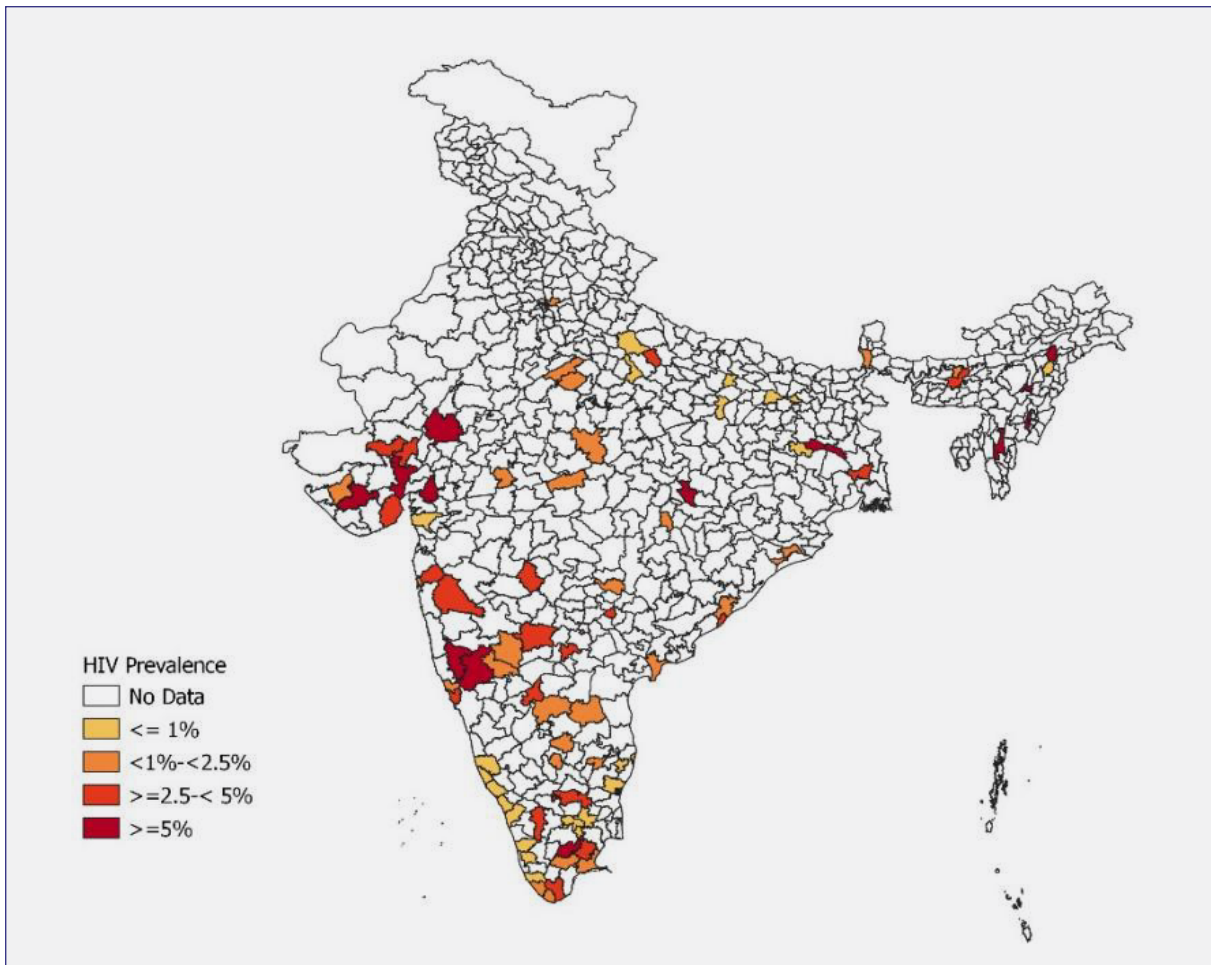 HIV Prevalence
No Data
<= 1%
<1%-<2.5%
>=2.5-< 5%
>=5%